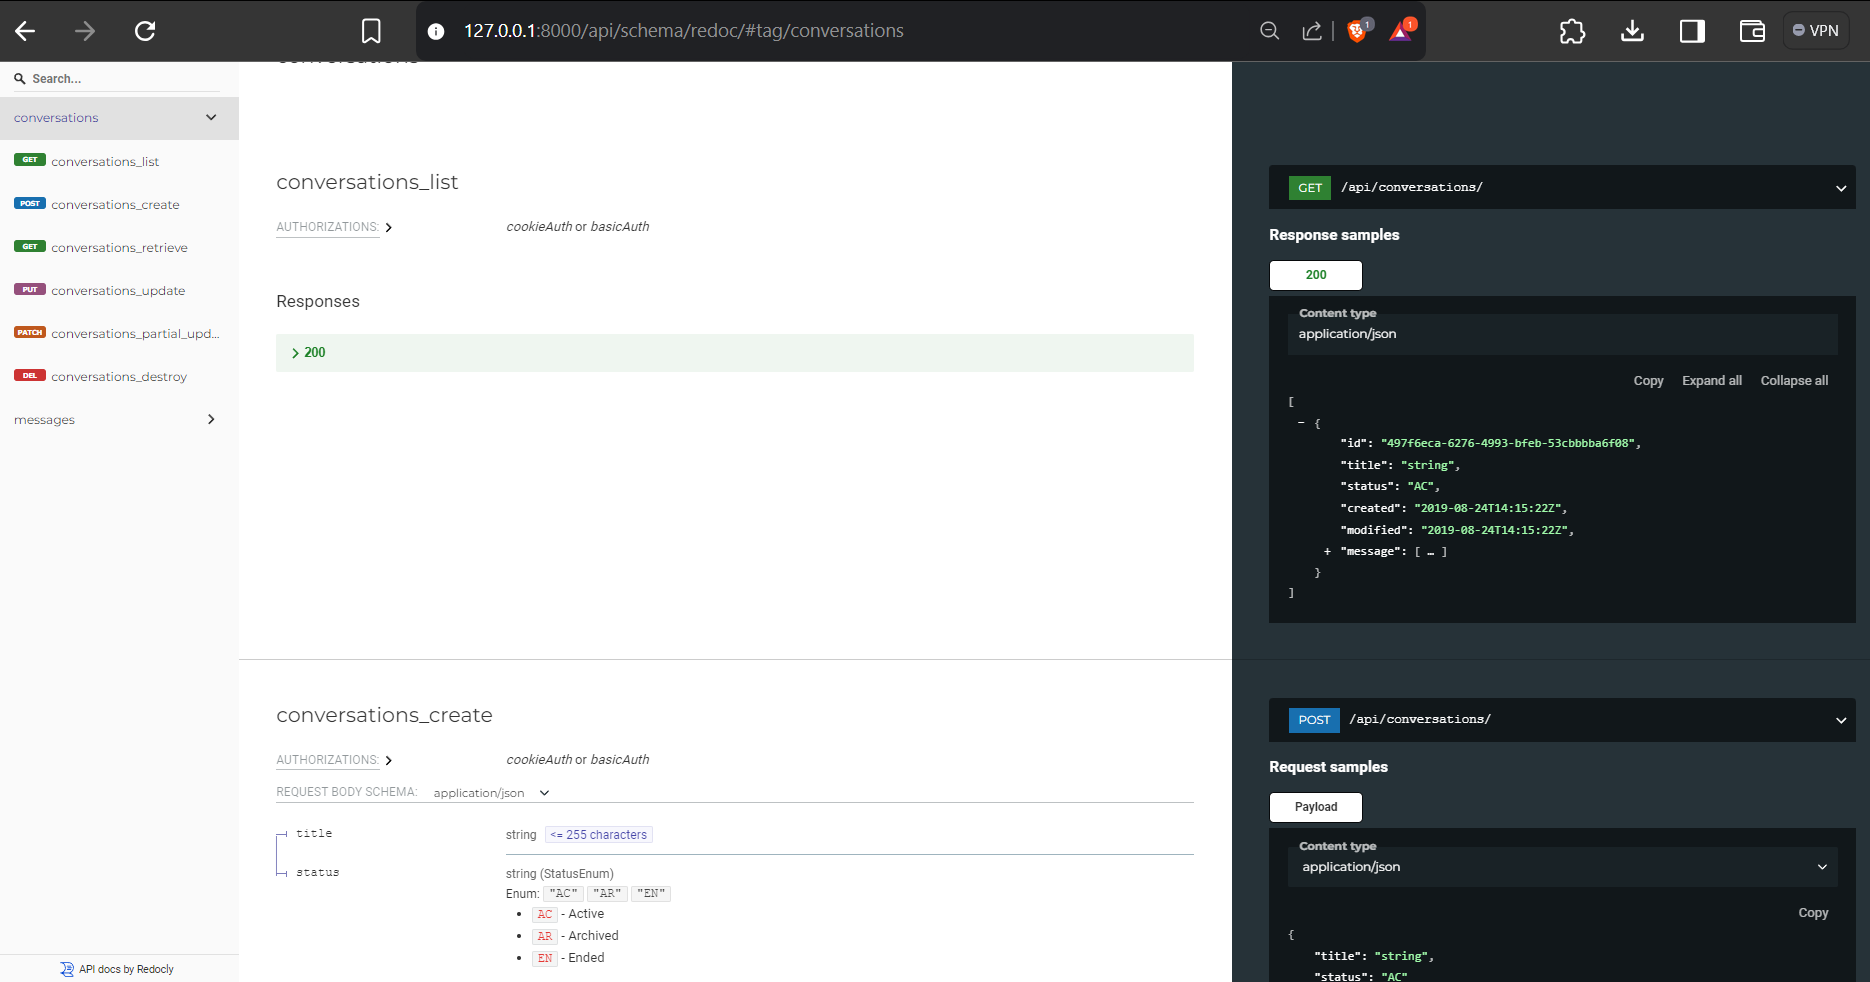 127.0.0.1:8000/api/schema/redoc/#tag/conversations
1
1
VPN
Search...
conversations
GET conversations_list
POST conversations_create
GET conversations_retrieve
PUT conversations_update
PATCH conversations_partial_upd...
DEL conversations_destroy
messages
API docs by Redocly
conversations
conversations_list
AUTHORIZATIONS: cookieAuth or basicAuth
Responses
200
GET /api/conversations/
Response samples
200
Content type
application/json
Copy Expand all Collapse all
[
- {
"id": "497f6eca-6276-4993-bfeb-53cbbbba6f08",
"title": "string",
"status": "AC",
"created": "2019-08-24T14:15:22Z",
"modified": "2019-08-24T14:15:22Z",
+ "message": [ … ]
}
]
conversations_create
AUTHORIZATIONS: cookieAuth or basicAuth
REQUEST BODY SCHEMA: application/json
title string <= 255 characters
status string (StatusEnum)
Enum: "AC" "AR" "EN"
• AC - Active
• AR - Archived
• EN - Ended
POST /api/conversations/
Request samples
Payload
Content type
application/json
Copy
{
"title": "string",
"status": "AC"